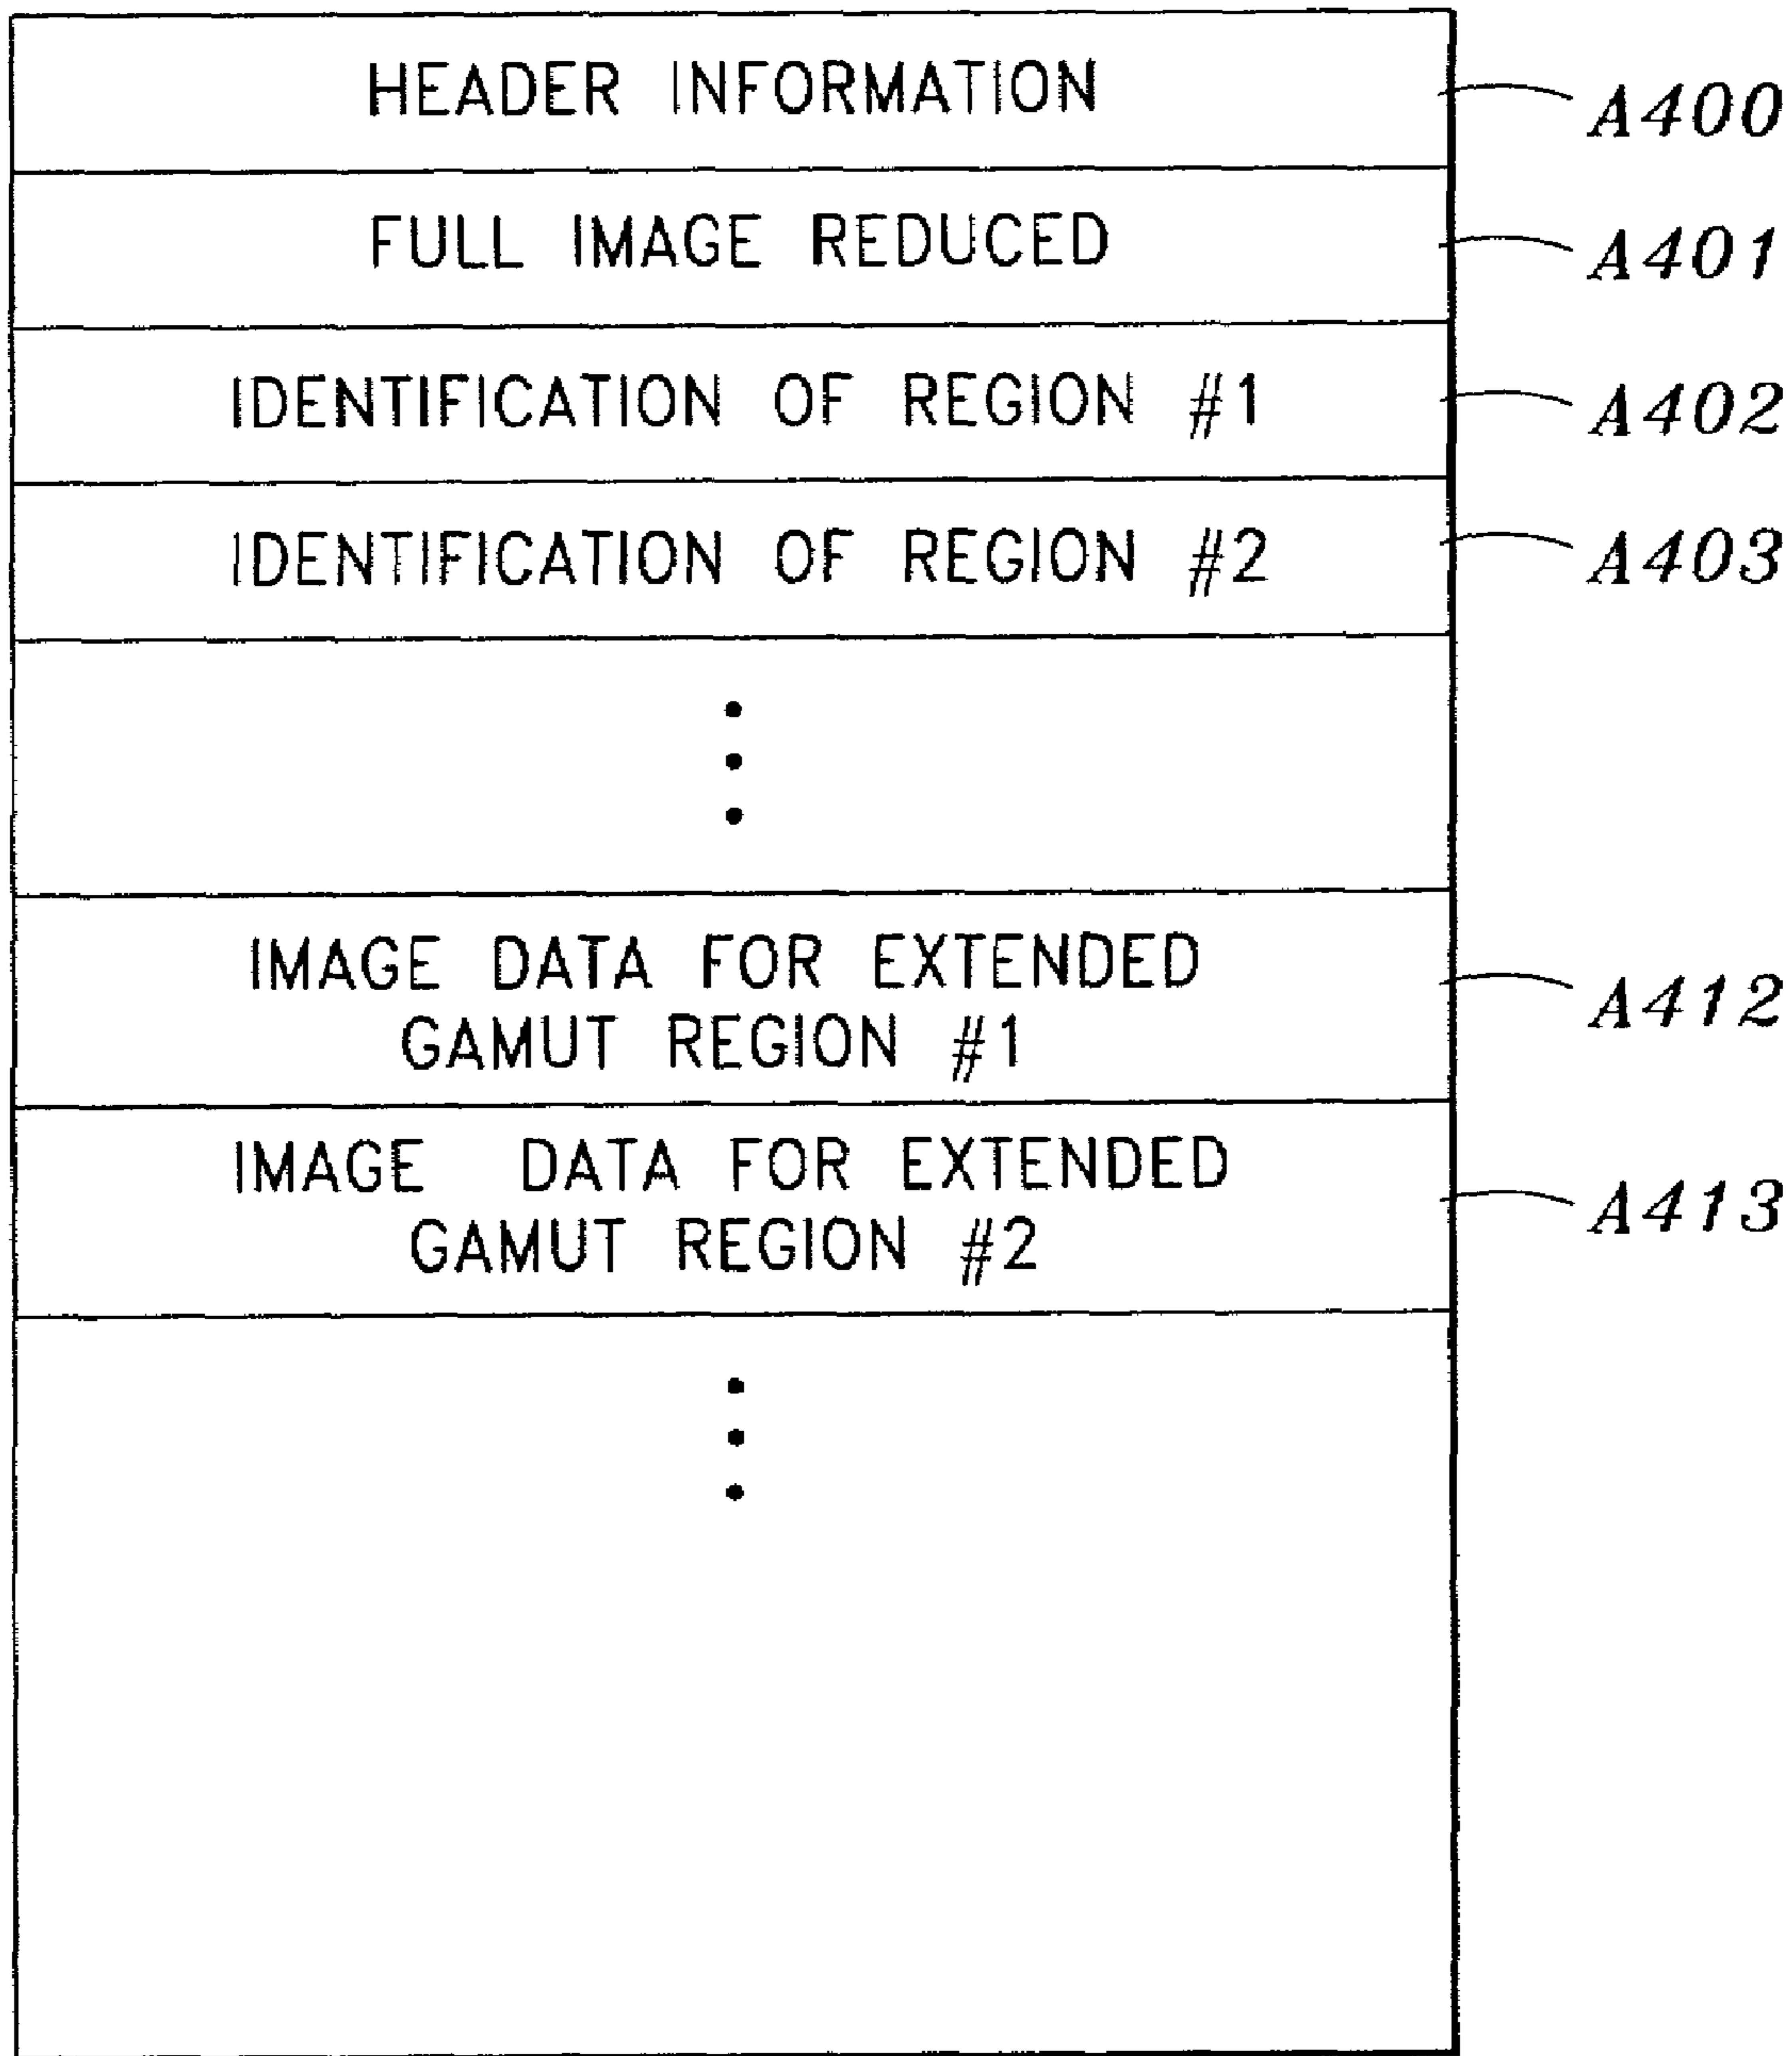 HEADER INFORMATION
A400
FULL IMAGE REDUCED
A401
IDENTIFICATION OF REGION #1
A402
IDENTIFICATION OF REGION #2
A403
IMAGE DATA FOR EXTENDED
GAMUT REGION #1
A412
IMAGE DATA FOR EXTENDED
GAMUT REGION #2
A413